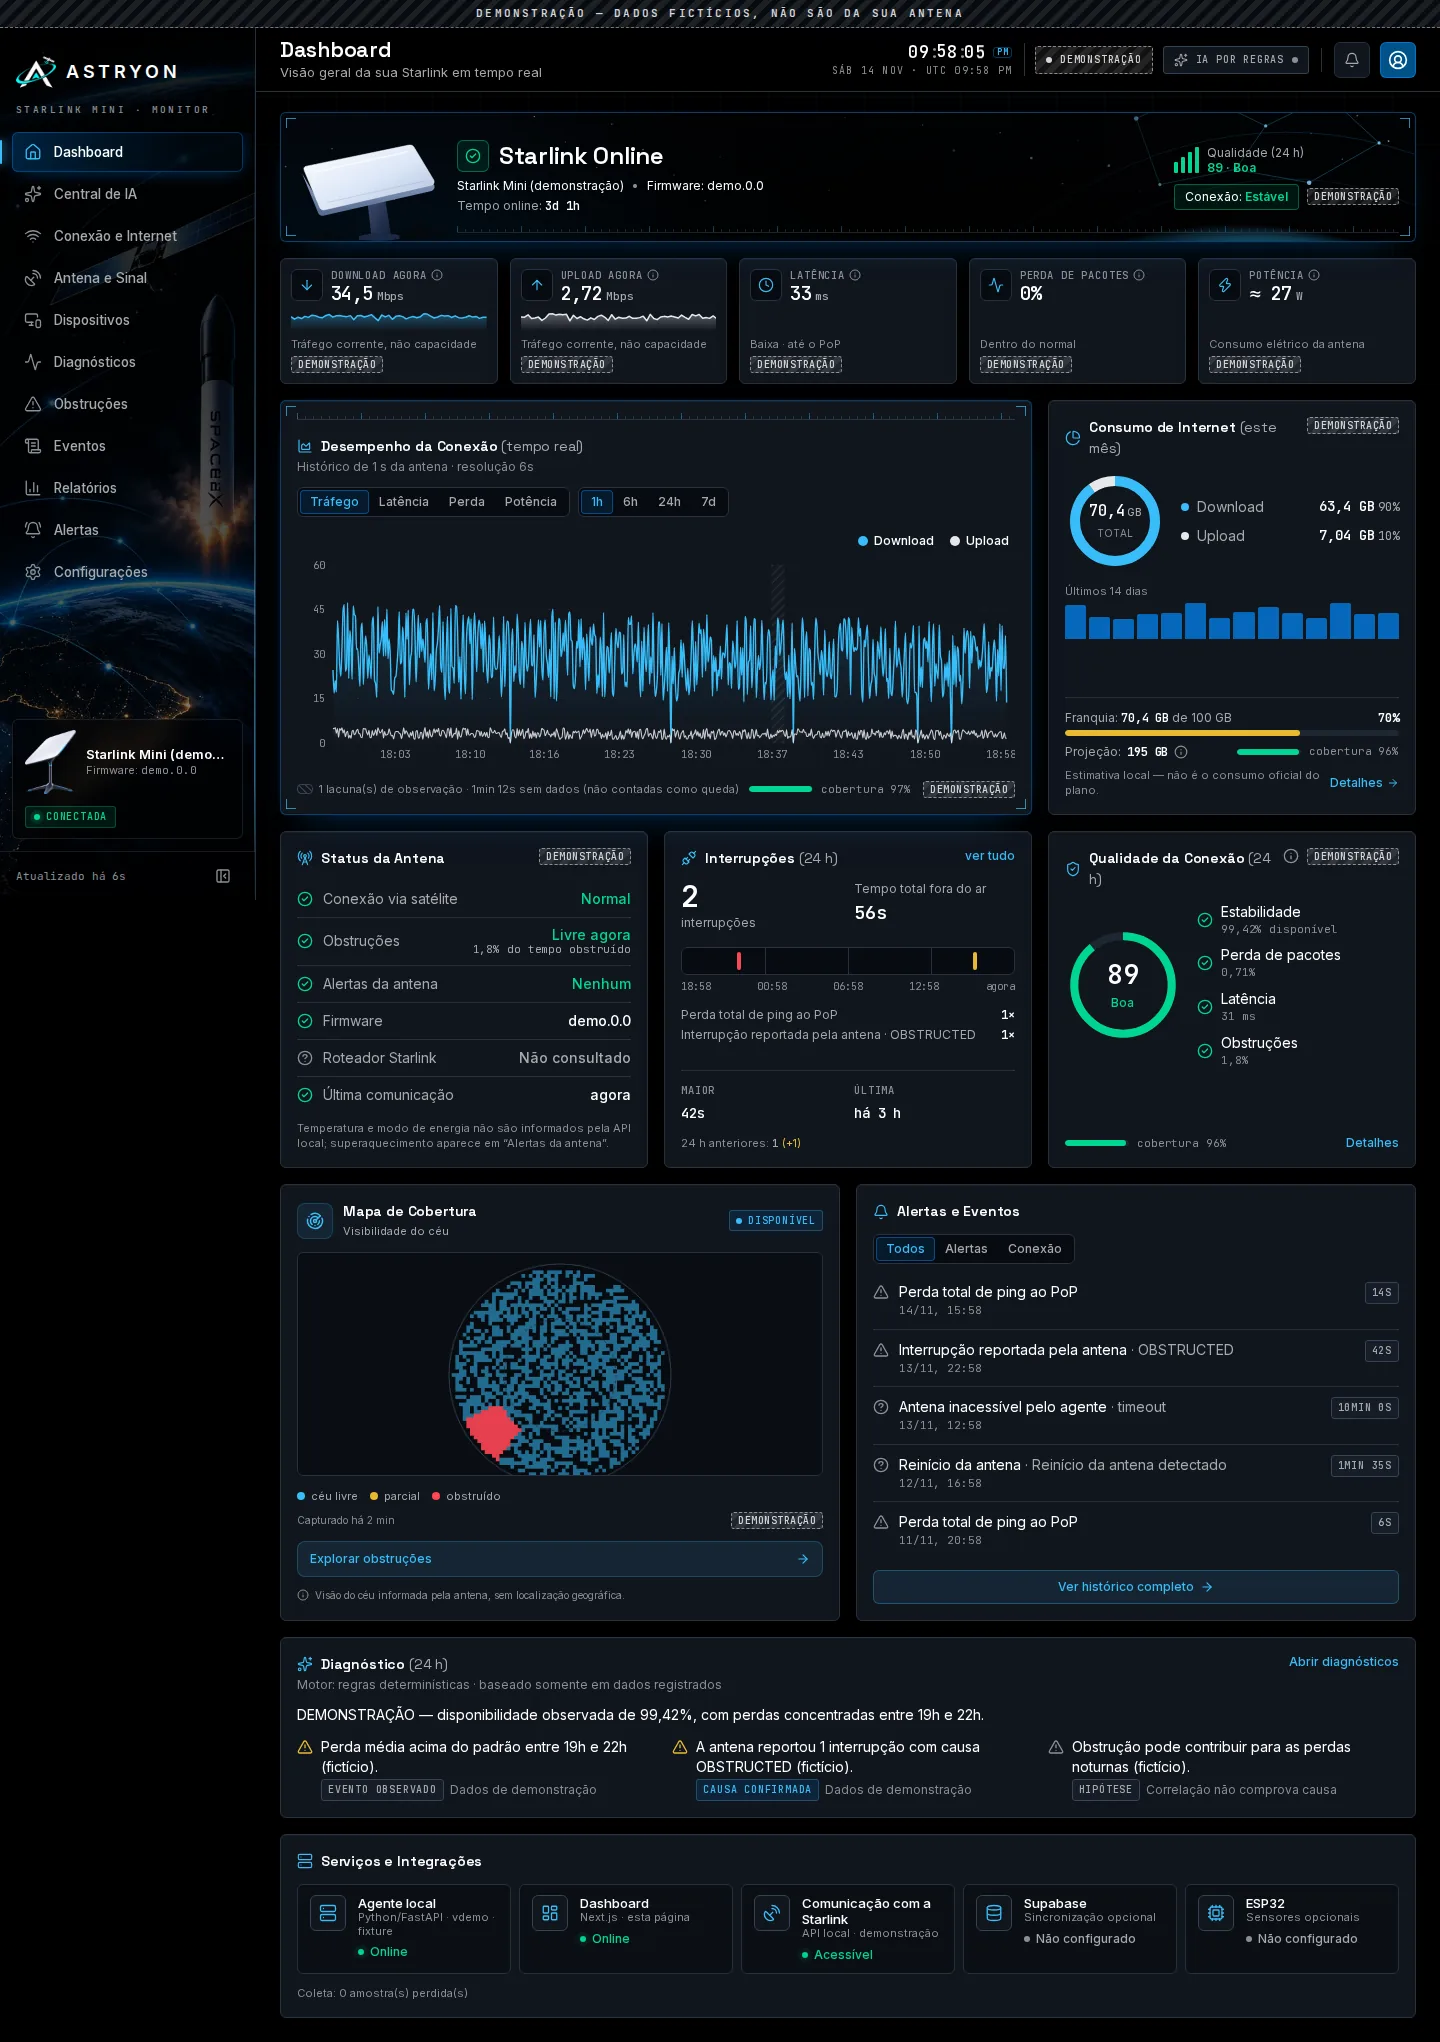 DEMONSTRAÇÃO — DADOS FICTÍCIOS, NÃO SÃO DA SUA ANTENA
ASTRYON
STARLINK MINI · MONITOR
Dashboard
Central de IA
Conexão e Internet
Antena e Sinal
Dispositivos
Diagnósticos
Obstruções
Eventos
Relatórios
Alertas
Configurações
SPACEX
Starlink Mini (demo...
Firmware: demo.0.0
CONECTADA
Atualizado há 6s
Dashboard
Visão geral da sua Starlink em tempo real
09:58:05 PM
SÁB 14 NOV · UTC 09:58 PM
DEMONSTRAÇÃO
IA POR REGRAS
Starlink Online
Starlink Mini (demonstração) • Firmware: demo.0.0
Tempo online: 3d 1h
Qualidade (24 h)
89 · Boa
Conexão: Estável
DEMONSTRAÇÃO
DOWNLOAD AGORA
34,5 Mbps
Tráfego corrente, não capacidade
DEMONSTRAÇÃO
UPLOAD AGORA
2,72 Mbps
Tráfego corrente, não capacidade
DEMONSTRAÇÃO
LATÊNCIA
33 ms
Baixa · até o PoP
DEMONSTRAÇÃO
PERDA DE PACOTES
0%
Dentro do normal
DEMONSTRAÇÃO
POTÊNCIA
≈ 27 W
Consumo elétrico da antena
DEMONSTRAÇÃO
Desempenho da Conexão (tempo real)
Histórico de 1 s da antena · resolução 6s
Tráfego Latência Perda Potência
1h 6h 24h 7d
Download Upload
60
45
30
15
0
18:03 18:10 18:16 18:23 18:30 18:37 18:43 18:50 18:58
1 lacuna(s) de observação · 1min 12s sem dados (não contadas como queda)
cobertura 97%
DEMONSTRAÇÃO
Consumo de Internet (este mês)
DEMONSTRAÇÃO
70,4 GB
TOTAL
Download 63,4 GB 90%
Upload 7,04 GB 10%
Últimos 14 dias
Franquia: 70,4 GB de 100 GB 70%
Projeção: 195 GB
cobertura 96%
Estimativa local — não é o consumo oficial do plano.
Detalhes →
Status da Antena
DEMONSTRAÇÃO
Conexão via satélite Normal
Obstruções Livre agora
1,8% do tempo obstruído
Alertas da antena Nenhum
Firmware demo.0.0
Roteador Starlink Não consultado
Última comunicação agora
Temperatura e modo de energia não são informados pela API
local; superaquecimento aparece em “Alertas da antena”.
Interrupções (24 h)
ver tudo
2
interrupções
Tempo total fora do ar
56s
18:58 00:58 06:58 12:58 agora
Perda total de ping ao PoP 1×
Interrupção reportada pela antena · OBSTRUCTED 1×
MAIOR
42s
ÚLTIMA
há 3 h
24 h anteriores: 1 (+1)
Qualidade da Conexão (24 h)
DEMONSTRAÇÃO
89
Boa
Estabilidade
99,42% disponível
Perda de pacotes
0,71%
Latência
31 ms
Obstruções
1,8%
cobertura 96%
Detalhes
Mapa de Cobertura
Visibilidade do céu
DISPONÍVEL
céu livre parcial obstruído
Capturado há 2 min
DEMONSTRAÇÃO
Explorar obstruções →
Visão do céu informada pela antena, sem localização geográfica.
Alertas e Eventos
Todos Alertas Conexão
Perda total de ping ao PoP 14S
14/11, 15:58
Interrupção reportada pela antena · OBSTRUCTED 42S
13/11, 22:58
Antena inacessível pelo agente · timeout 10MIN 0S
13/11, 12:58
Reinício da antena · Reinício da antena detectado 1MIN 35S
12/11, 16:58
Perda total de ping ao PoP 6S
11/11, 20:58
Ver histórico completo →
Diagnóstico (24 h)
Abrir diagnósticos
Motor: regras determinísticas · baseado somente em dados registrados
DEMONSTRAÇÃO — disponibilidade observada de 99,42%, com perdas concentradas entre 19h e 22h.
Perda média acima do padrão entre 19h e 22h
(fictício).
EVENTO OBSERVADO Dados de demonstração
A antena reportou 1 interrupção com causa
OBSTRUCTED (fictício).
CAUSA CONFIRMADA Dados de demonstração
Obstrução pode contribuir para as perdas
noturnas (fictício).
HIPÓTESE Correlação não comprova causa
Serviços e Integrações
Agente local
Python/FastAPI · vdemo ·
fixture
Online
Dashboard
Next.js · esta página
Online
Comunicação com a
Starlink
API local · demonstração
Acessível
Supabase
Sincronização opcional
Não configurado
ESP32
Sensores opcionais
Não configurado
Coleta: 0 amostra(s) perdida(s)